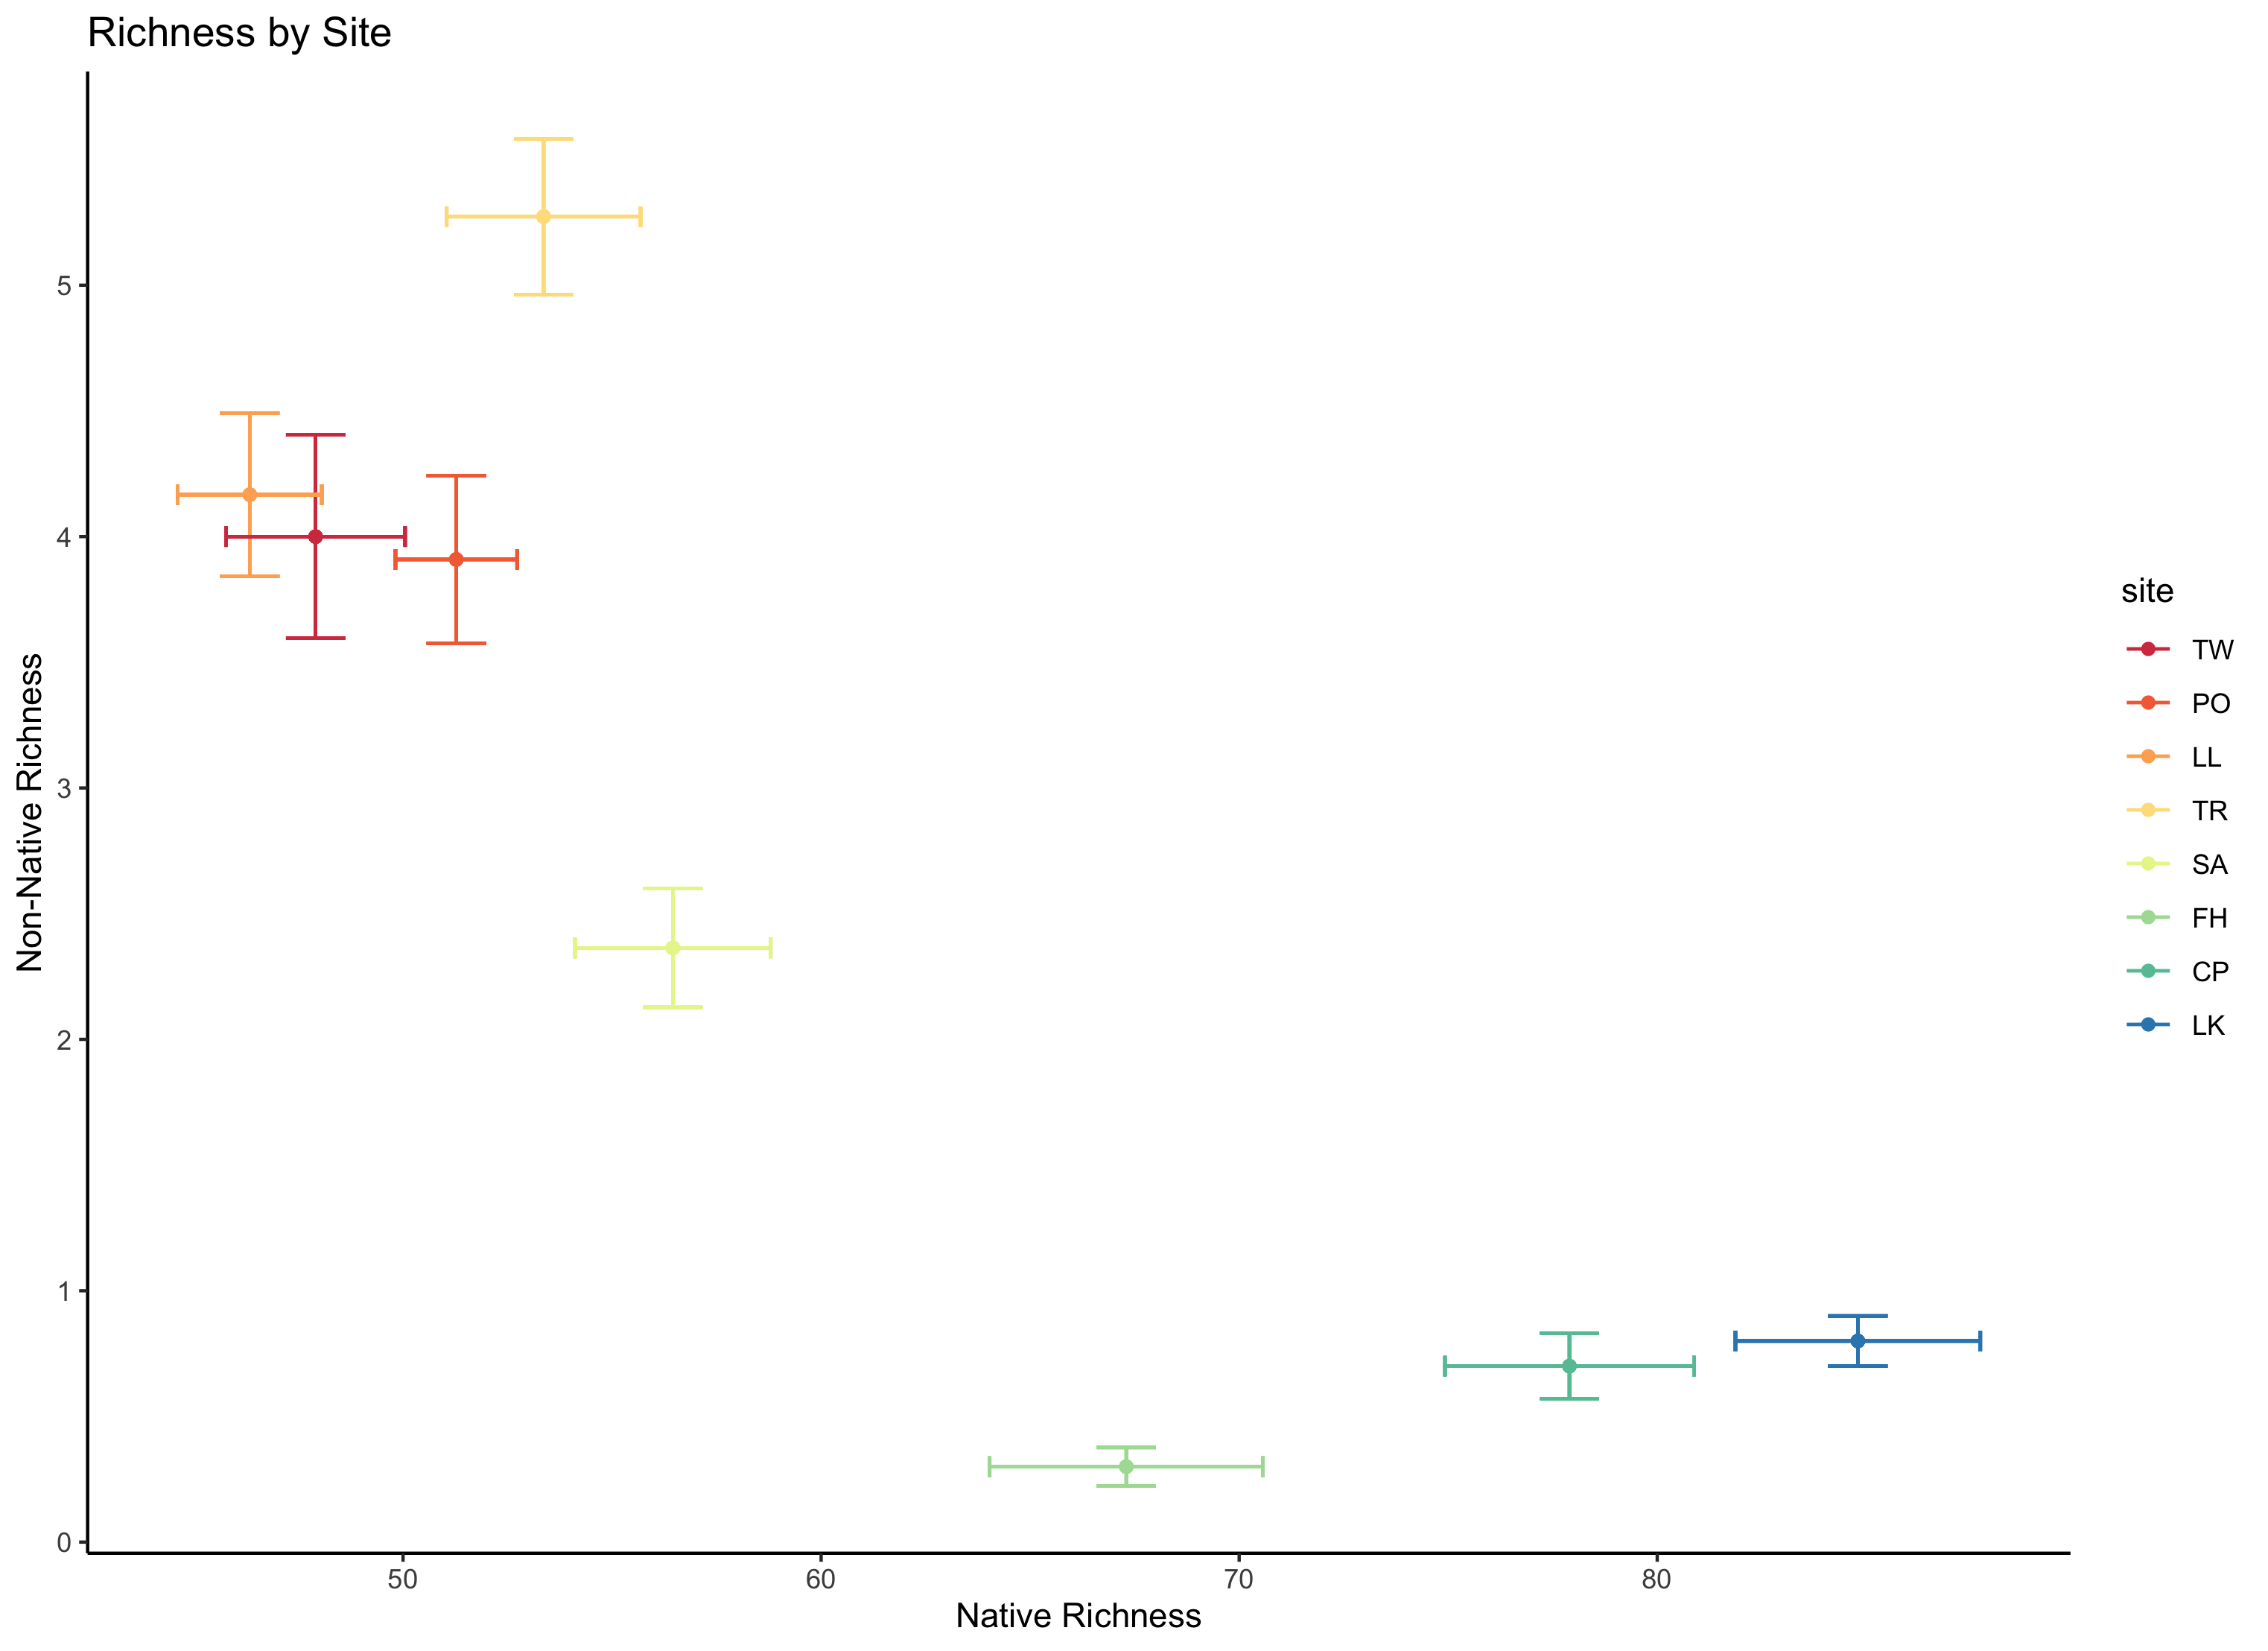 Richness by Site
Non-Native Richness
5
4
3
2
1
0
50 60 70 80
Native Richness
site
TW
PO
LL
TR
SA
FH
CP
LK